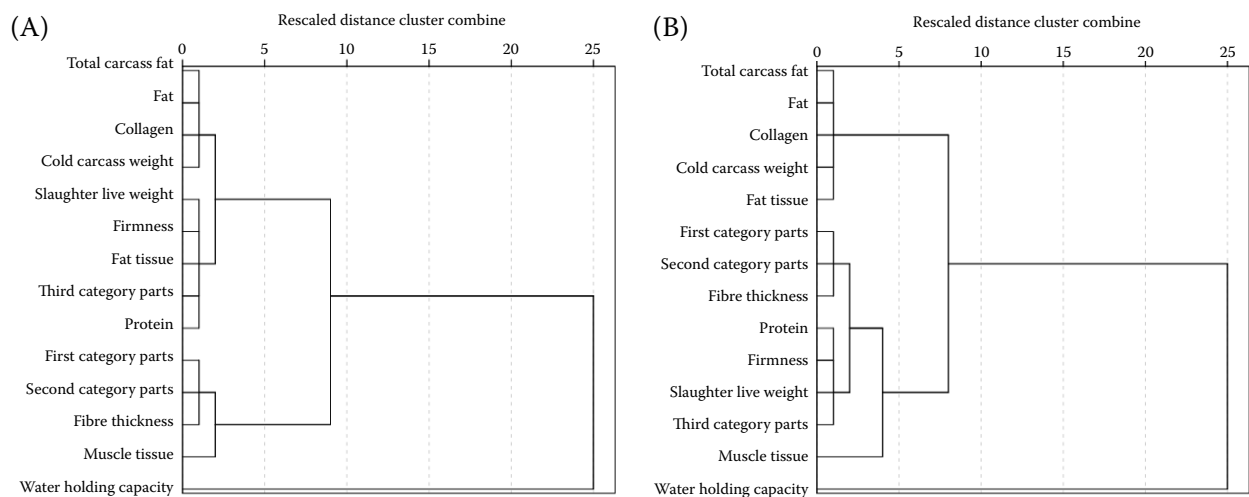 (A)
Rescaled distance cluster combine
0 5 10 15 20 25
Total carcass fat
Fat
Collagen
Cold carcass weight
Slaughter live weight
Firmness
Fat tissue
Third category parts
Protein
First category parts
Second category parts
Fibre thickness
Muscle tissue
Water holding capacity
(B)
Rescaled distance cluster combine
0 5 10 15 20 25
Total carcass fat
Fat
Collagen
Cold carcass weight
Fat tissue
First category parts
Second category parts
Fibre thickness
Protein
Firmness
Slaughter live weight
Third category parts
Muscle tissue
Water holding capacity